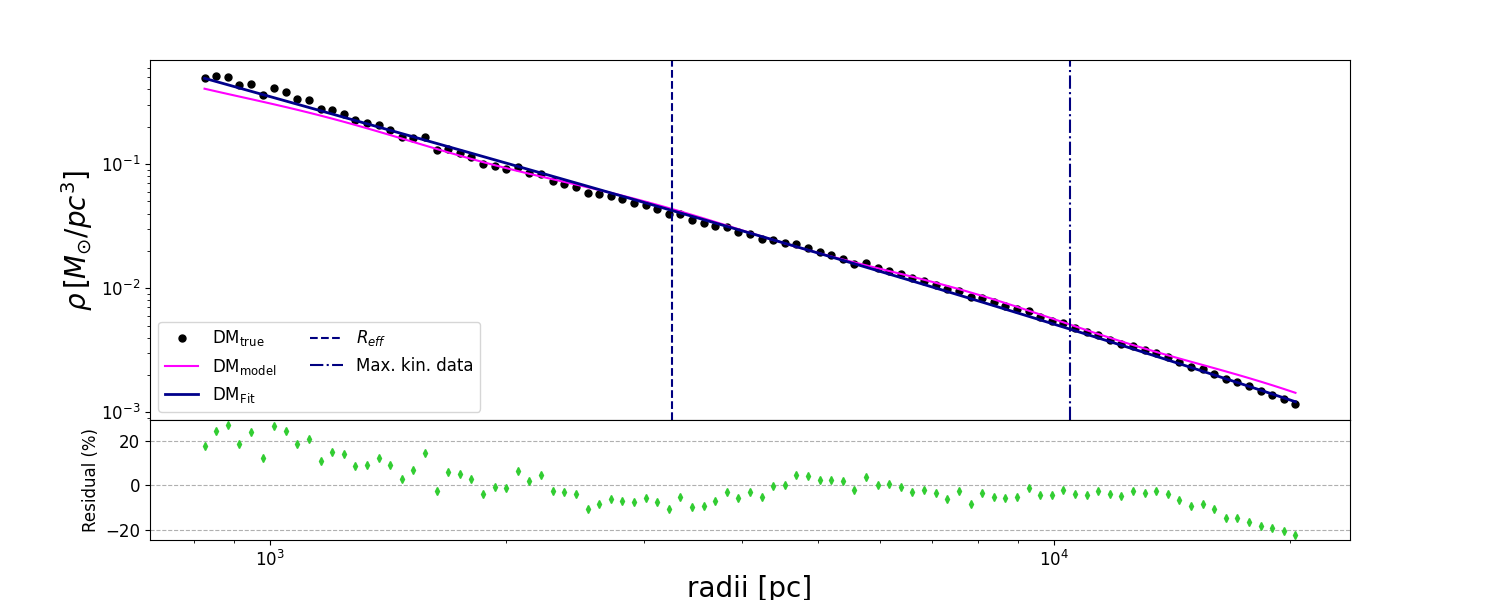 ρ [M⊙/pc³]
10⁻¹
10⁻²
10⁻³
DM_true
DM_model
DM_Fit
R_eff
Max. kin. data
Residual (%)
20
0
−20
10³
10⁴
radii [pc]